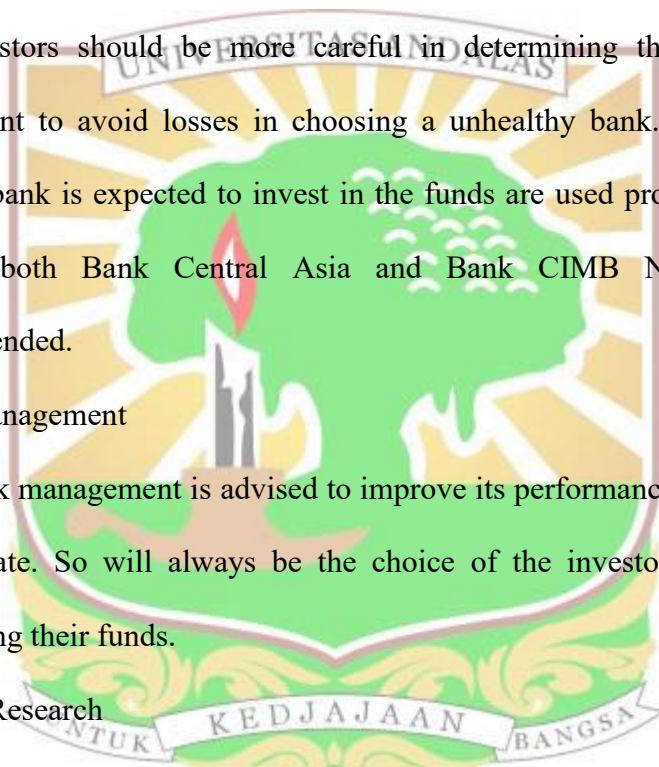 UNIVERSITAS ANDALAS
stors should be more careful in determining th
nt to avoid losses in choosing a unhealthy bank.
bank is expected to invest in the funds are used pro
both Bank Central Asia and Bank CIMB N
ended.
anagement
k management is advised to improve its performanc
ate. So will always be the choice of the investo
ng their funds.
Research
UNTUK KEDJAJAAN BANGSA